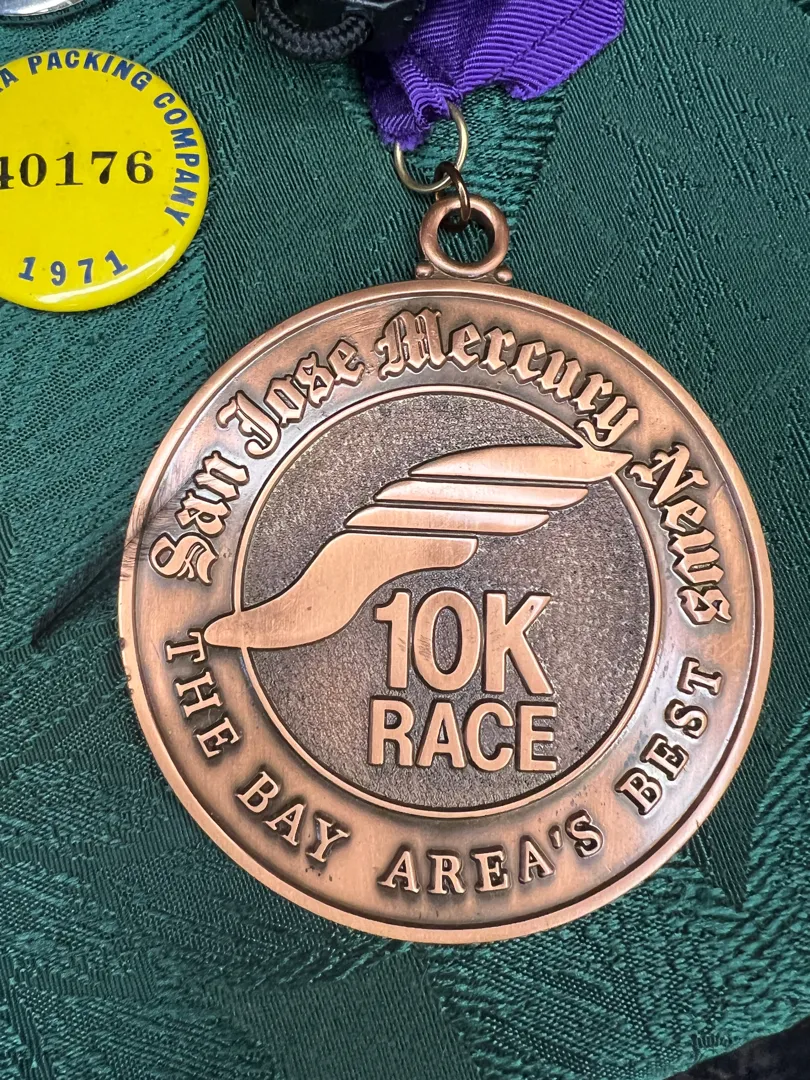 PACKING COMPANY
40176
1971
San Jose Mercury News
10K
RACE
THE BAY AREA'S BEST